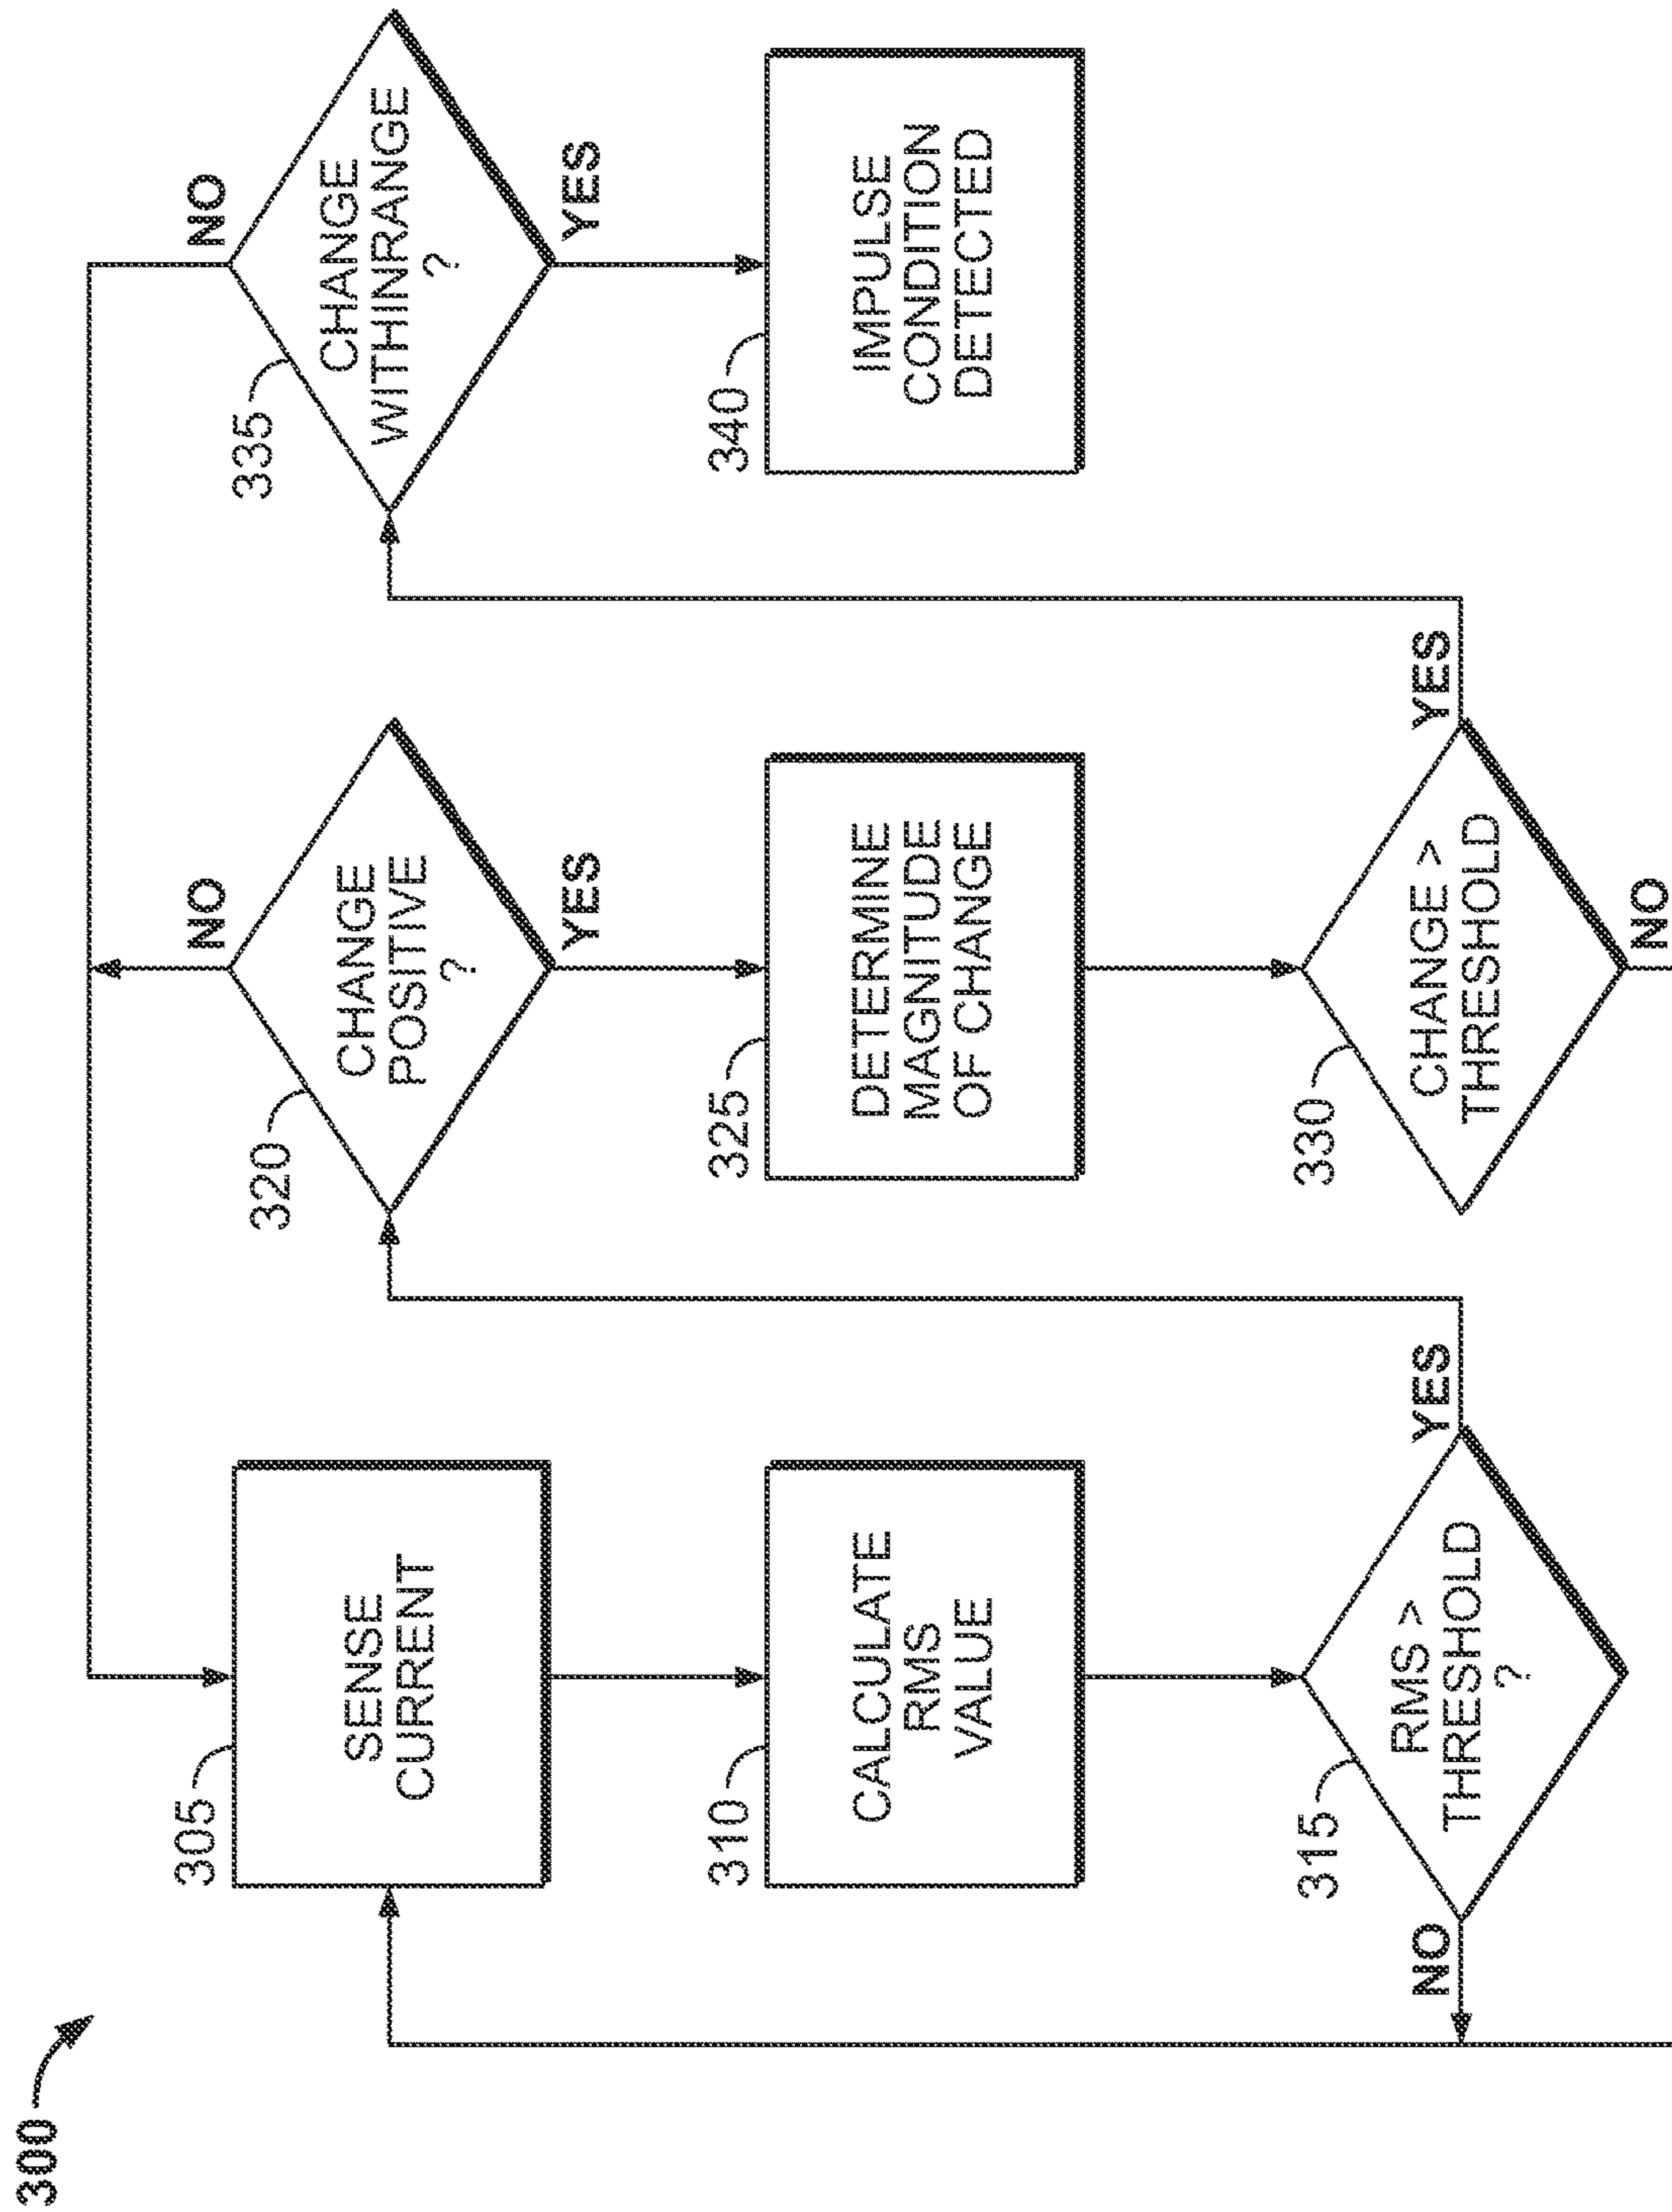 300
305
SENSE
CURRENT
310
CALCULATE
RMS
VALUE
315
RMS >
THRESHOLD
?
NO
YES
320
CHANGE
POSITIVE
?
NO
YES
325
DETERMINE
MAGNITUDE
OF CHANGE
330
CHANGE >
THRESHOLD
YES
NO
335
CHANGE
WITHINRANGE
?
NO
YES
340
IMPULSE
CONDITION
DETECTED